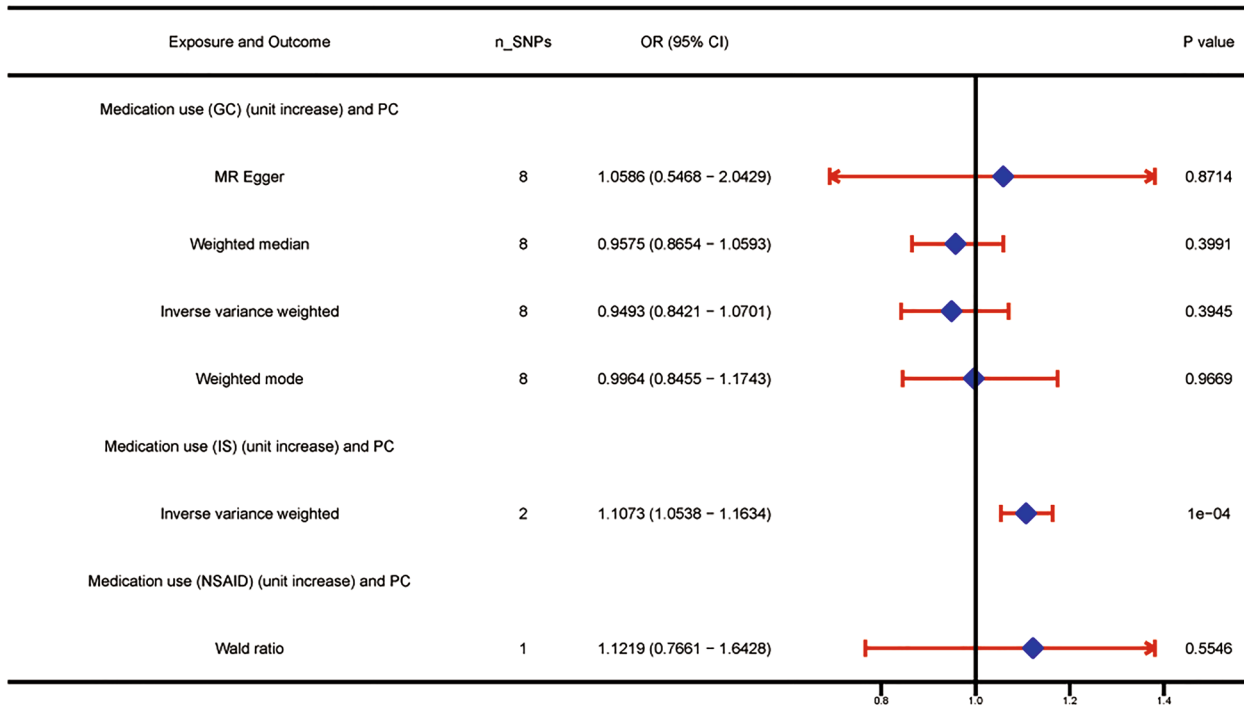 Exposure and Outcome n_SNPs OR (95% CI) P value
Medication use (GC) (unit increase) and PC
MR Egger 8 1.0586 (0.5468 − 2.0429) 0.8714
Weighted median 8 0.9575 (0.8654 − 1.0593) 0.3991
Inverse variance weighted 8 0.9493 (0.8421 − 1.0701) 0.3945
Weighted mode 8 0.9964 (0.8455 − 1.1743) 0.9669
Medication use (IS) (unit increase) and PC
Inverse variance weighted 2 1.1073 (1.0538 − 1.1634) 1e−04
Medication use (NSAID) (unit increase) and PC
Wald ratio 1 1.1219 (0.7661 − 1.6428) 0.5546
0.8 1.0 1.2 1.4